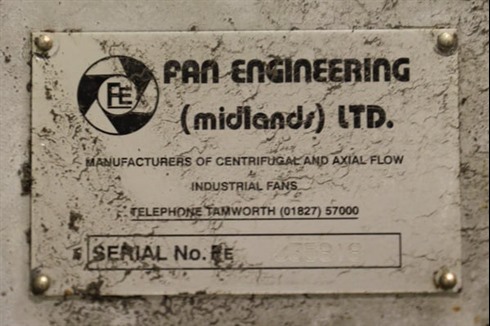 FE
FAN ENGINEERING
(midlands) LTD.
MANUFACTURERS OF CENTRIFUGAL AND AXIAL FLOW
INDUSTRIAL FANS
TELEPHONE TAMWORTH (01827) 57000
SERIAL No. FE